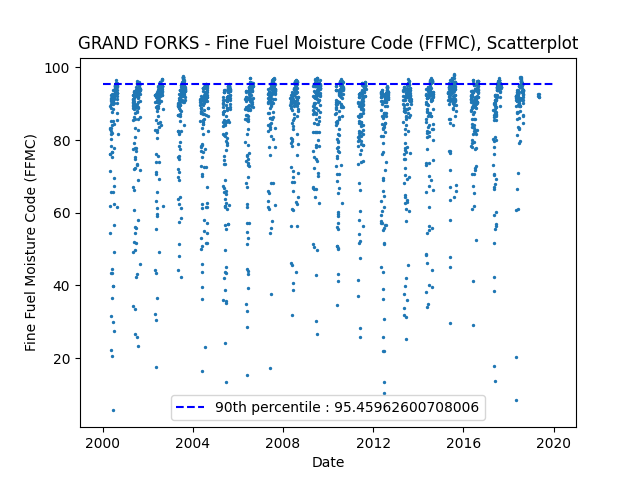 GRAND FORKS - Fine Fuel Moisture Code (FFMC), Scatterplot
Fine Fuel Moisture Code (FFMC)
100
80
60
40
20
90th percentile : 95.45962600708006
2000 2004 2008 2012 2016 2020
Date